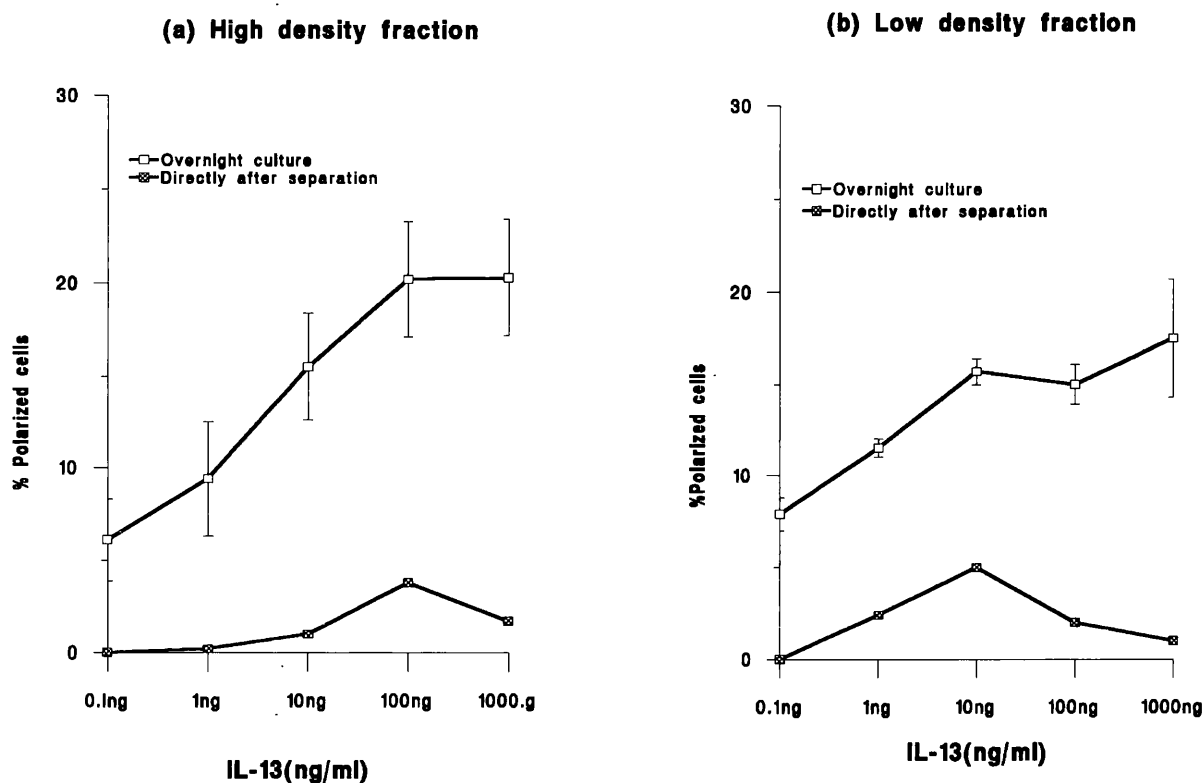 (a) High density fraction
30
20
10
0
% Polarized cells
Overnight culture
Directly after separation
0.1ng 1ng 10ng 100ng 1000.g
IL-13(ng/ml)
(b) Low density fraction
30
20
10
0
%Polarized cells
Overnight culture
Directly after separation
0.1ng 1ng 10ng 100ng 1000ng
IL-13(ng/ml)